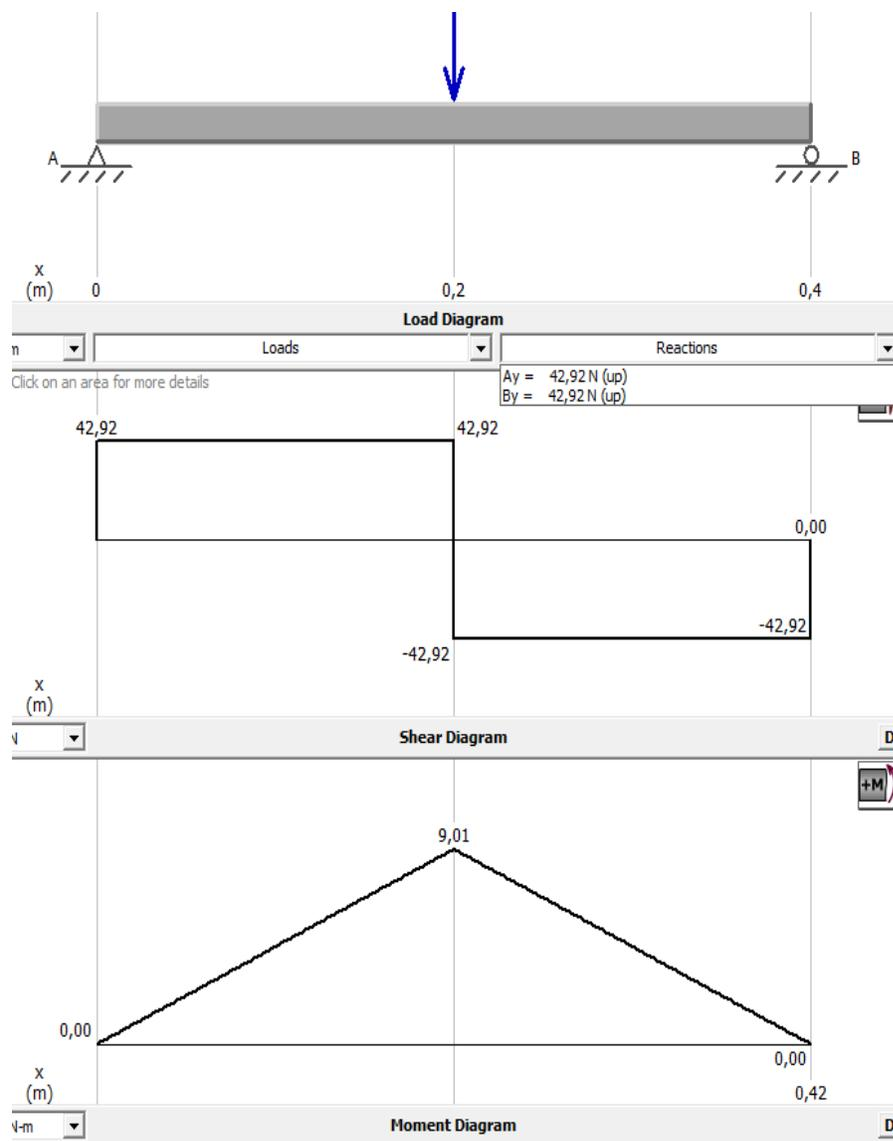 A
B
x
(m) 0 0,2 0,4
Load Diagram
m Loads Reactions
Click on an area for more details
Ay = 42,92 N (up)
By = 42,92 N (up)
42,92 42,92
0,00
-42,92
-42,92
x
(m)
N Shear Diagram D
+M
9,01
0,00
0,00
x
(m) 0,42
N-m Moment Diagram D